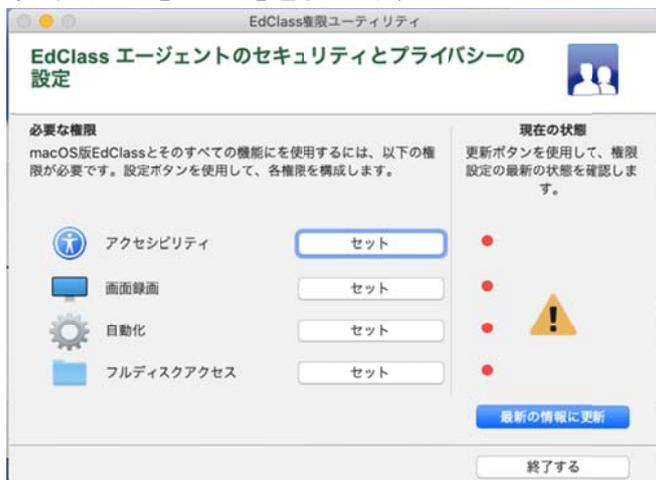 EdClass権限ユーティリティ
EdClass エージェントのセキュリティとプライバシーの
設定
必要な権限
macOS版EdClassとそのすべての機能にを使用するには、以下の権
限が必要です。設定ボタンを使用して、各権限を構成します。
現在の状態
更新ボタンを使用して、権限
設定の最新の状態を確認しま
す。
アクセシビリティ
セット
画面録画
セット
自動化
セット
フルディスクアクセス
セット
最新の情報に更新
終了する